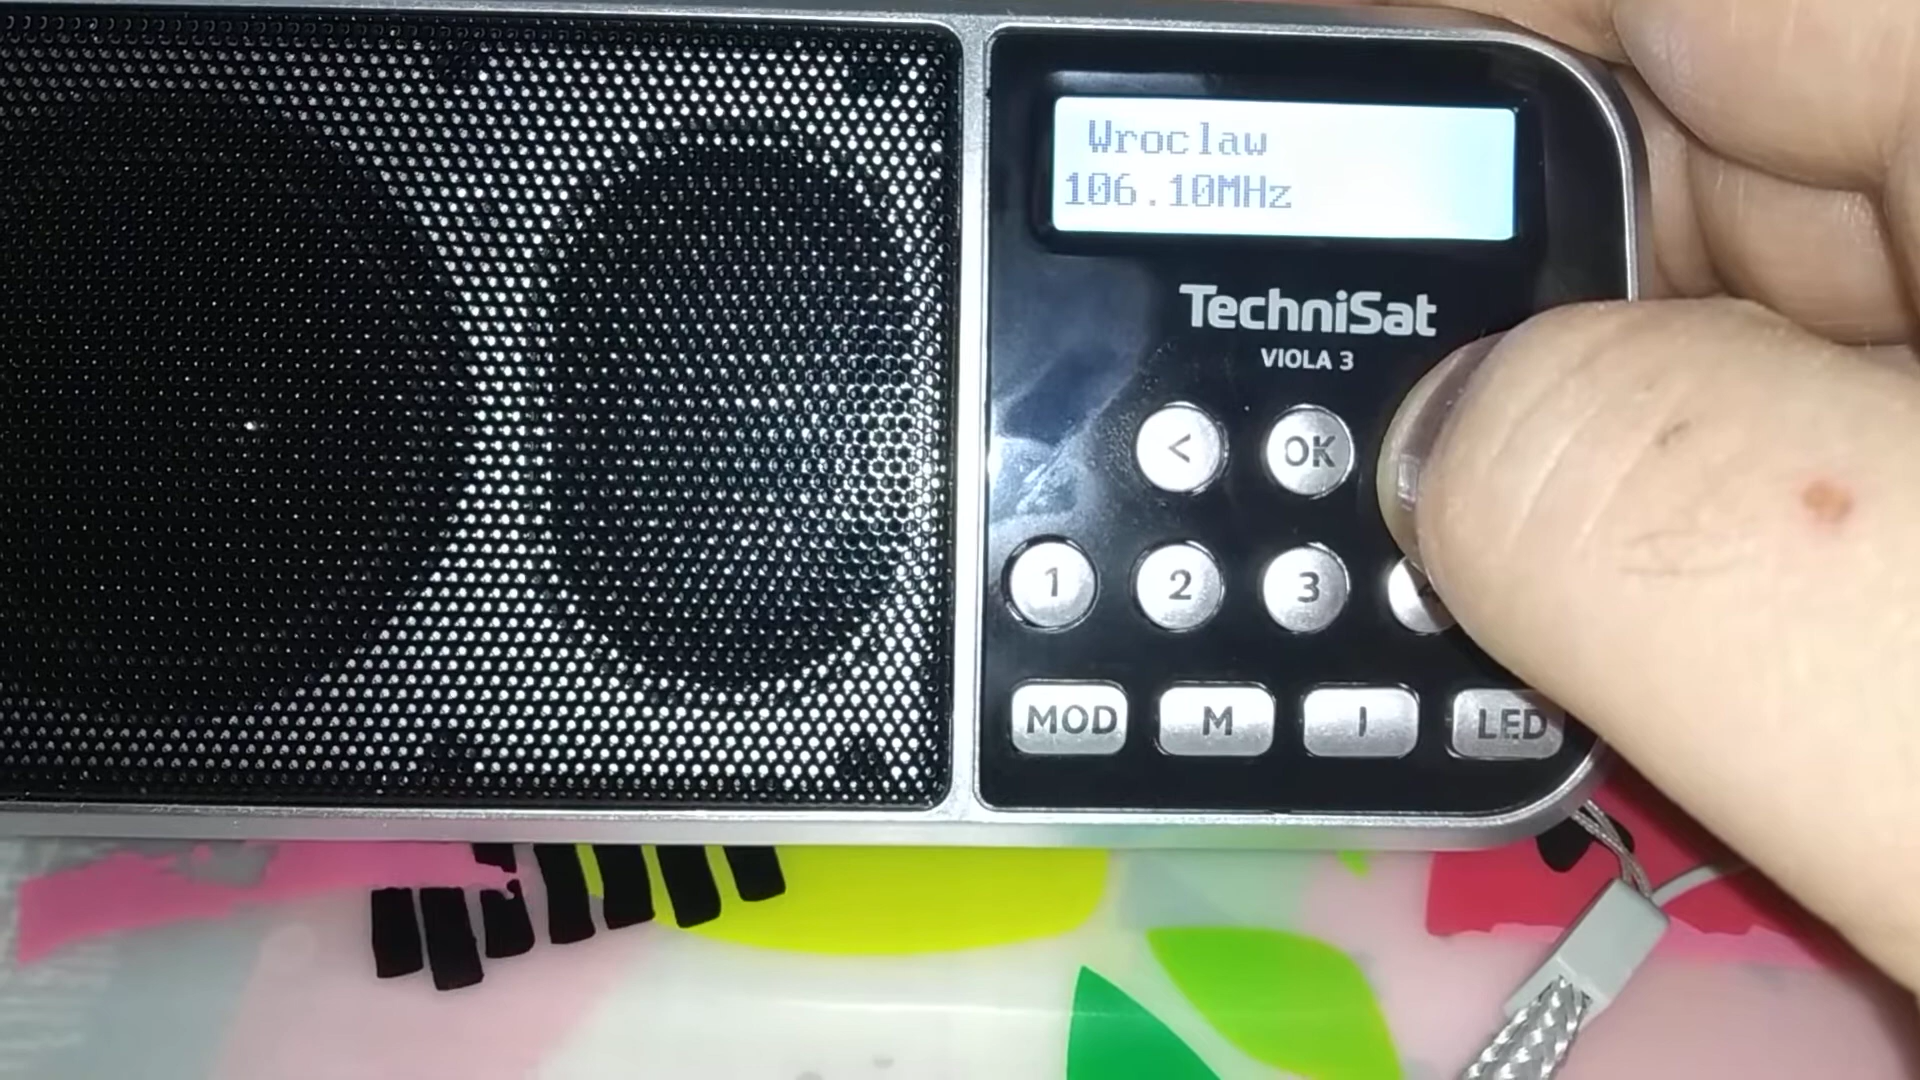 Wroclaw
106.10MHz
TechniSat
VIOLA 3
< OK
1 2 3
MOD M I LED